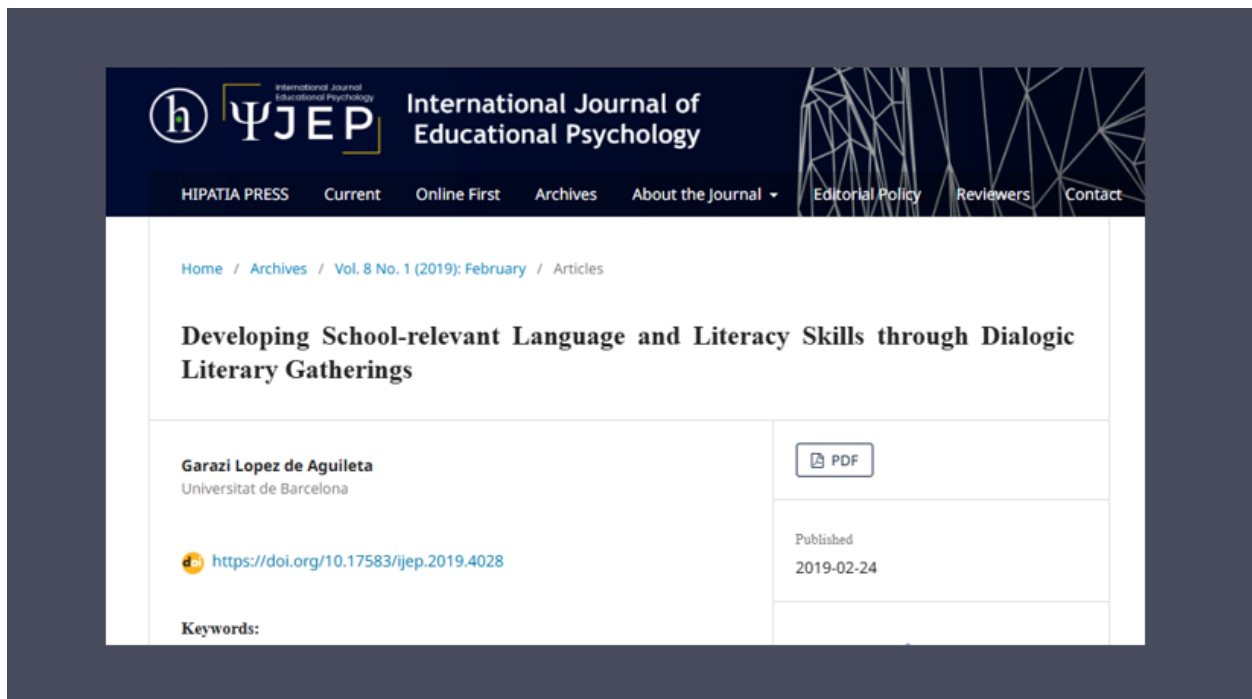 International Journal
Educational Psychology
h ΨJEP
International Journal of
Educational Psychology
HIPATIA PRESS Current Online First Archives About the Journal Editorial Policy Reviewers Contact
Home / Archives / Vol. 8 No. 1 (2019): February / Articles
Developing School-relevant Language and Literacy Skills through Dialogic
Literary Gatherings
Garazi Lopez de Aguileta
Universitat de Barcelona
PDF
doi https://doi.org/10.17583/ijep.2019.4028
Published
2019-02-24
Keywords: